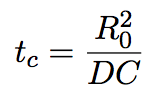 t_c = \frac{R_0^2}{DC}